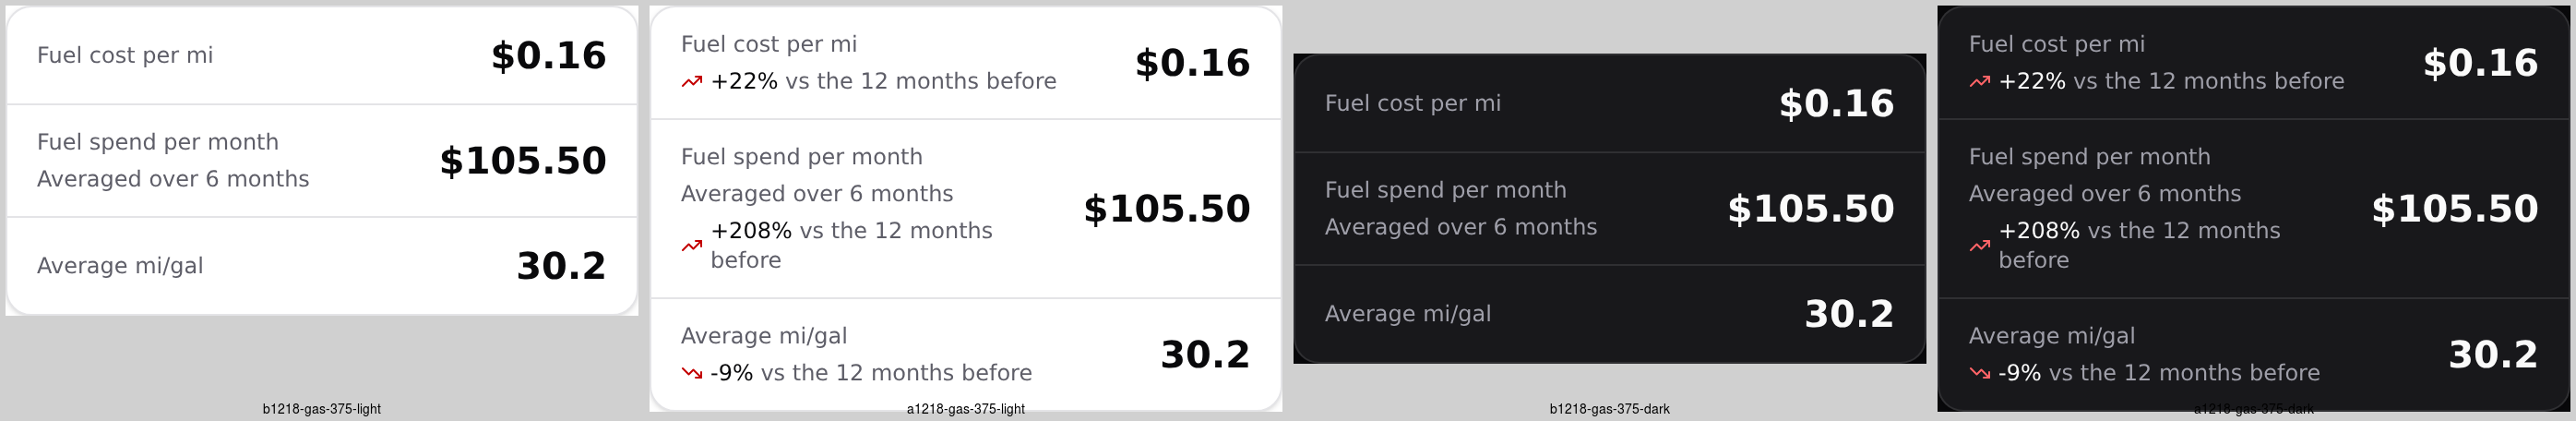 Fuel cost per mi
$0.16
Fuel spend per month
Averaged over 6 months
$105.50
Average mi/gal
30.2
b1218-gas-375-light
Fuel cost per mi
+22% vs the 12 months before
$0.16
Fuel spend per month
Averaged over 6 months
+208% vs the 12 months
before
$105.50
Average mi/gal
-9% vs the 12 months before
30.2
a1218-gas-375-light
Fuel cost per mi
$0.16
Fuel spend per month
Averaged over 6 months
$105.50
Average mi/gal
30.2
b1218-gas-375-dark
Fuel cost per mi
+22% vs the 12 months before
$0.16
Fuel spend per month
Averaged over 6 months
+208% vs the 12 months
before
$105.50
Average mi/gal
-9% vs the 12 months before
30.2
a1218-gas-375-dark